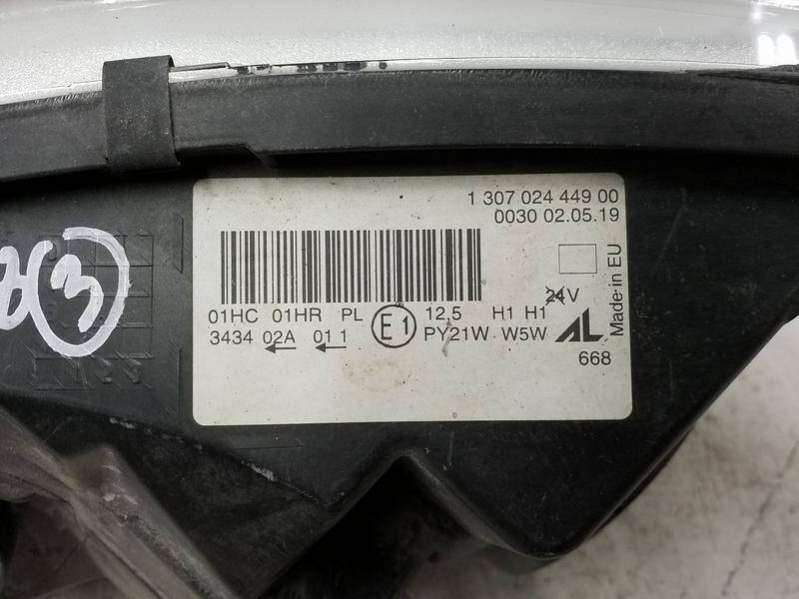 1 307 024 449 00
0030 02.05.19
Made in EU
24V
01HC 01HR PL E1 12,5 H1 H1
3434 02A 01 1 PY21W W5W AL
668
3